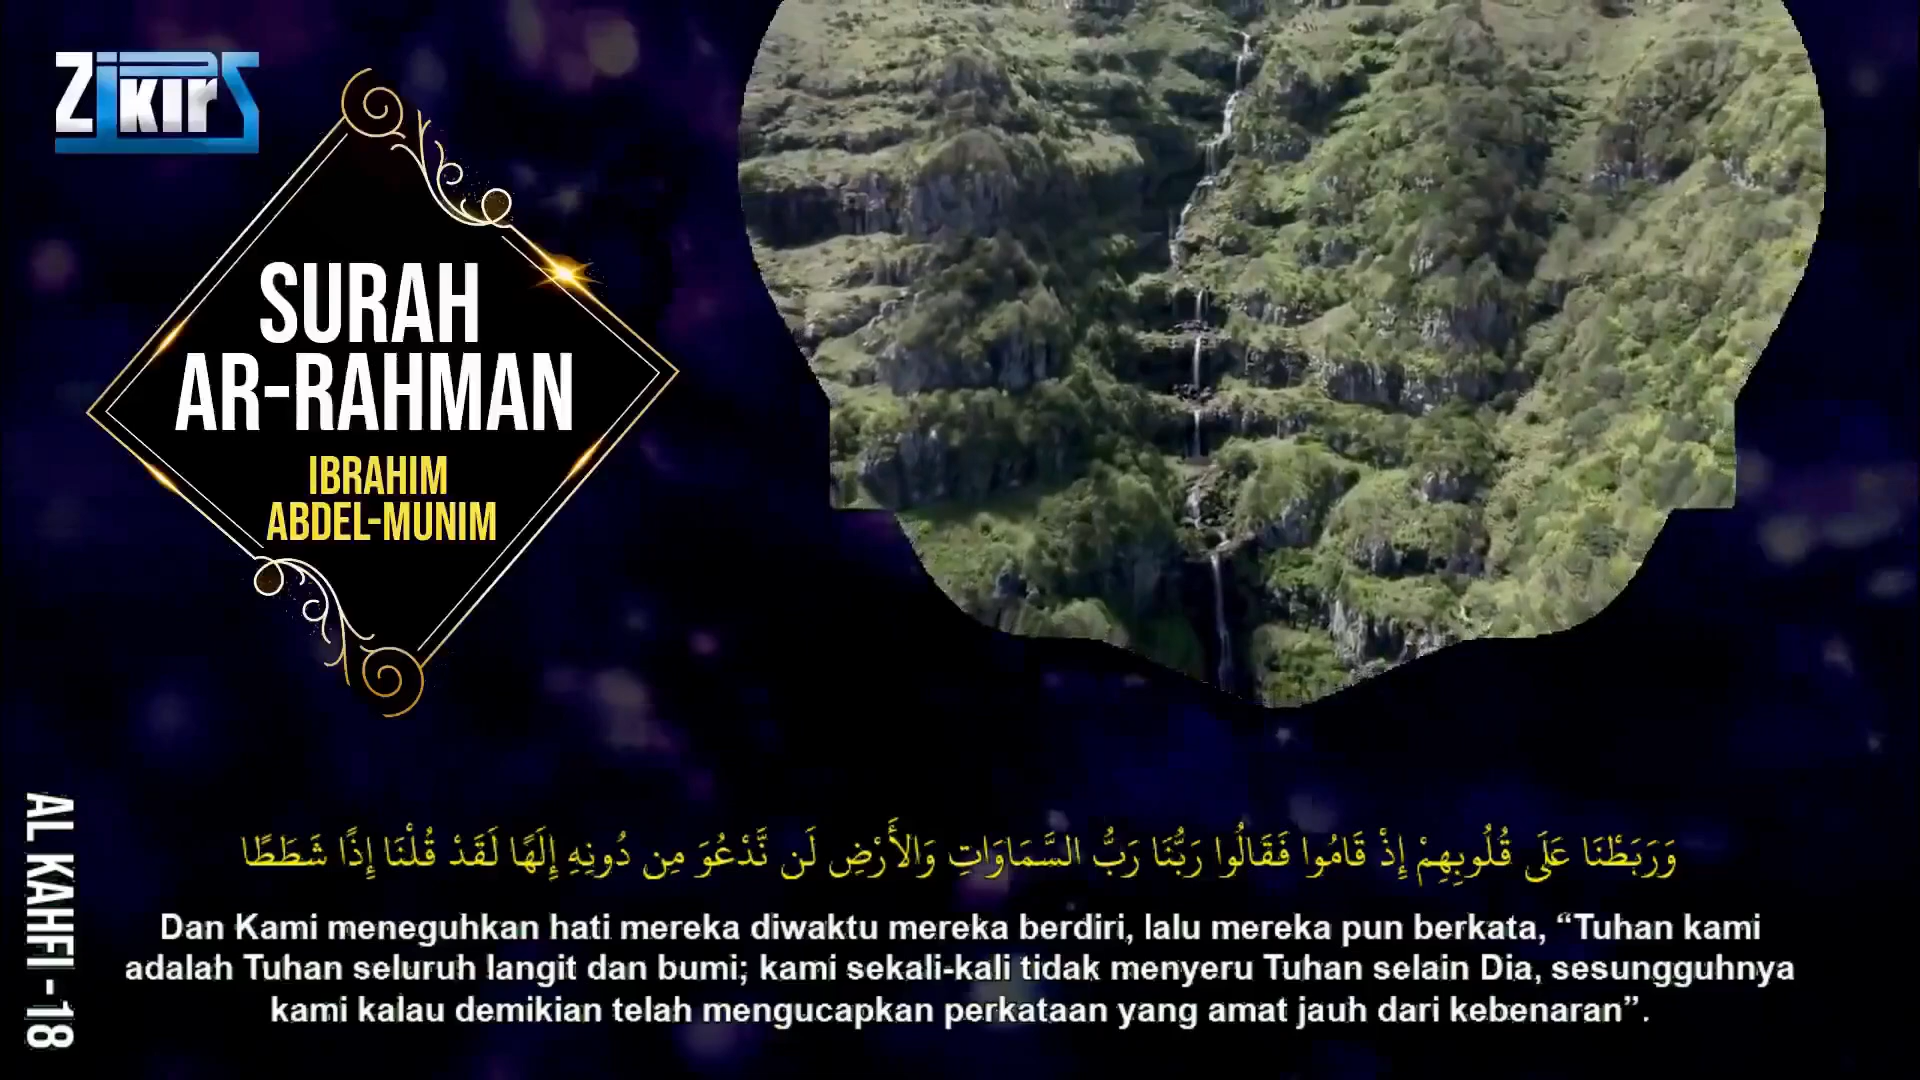 Zikir
SURAH
AR-RAHMAN
IBRAHIM
ABDEL-MUNIM
AL KAHFI - 18
وَرَبَطْنَا عَلَى قُلُوبِهِمْ إِذْ قَامُوا فَقَالُوا رَبُّنَا رَبُّ السَّمَاوَاتِ وَالأَرْضِ لَن نَّدْعُوَ مِن دُونِهِ إِلَهًا لَقَدْ قُلْنَا إِذًا شَطَطًا
Dan Kami meneguhkan hati mereka diwaktu mereka berdiri, lalu mereka pun berkata, “Tuhan kami
adalah Tuhan seluruh langit dan bumi; kami sekali-kali tidak menyeru Tuhan selain Dia, sesungguhnya
kami kalau demikian telah mengucapkan perkataan yang amat jauh dari kebenaran”.